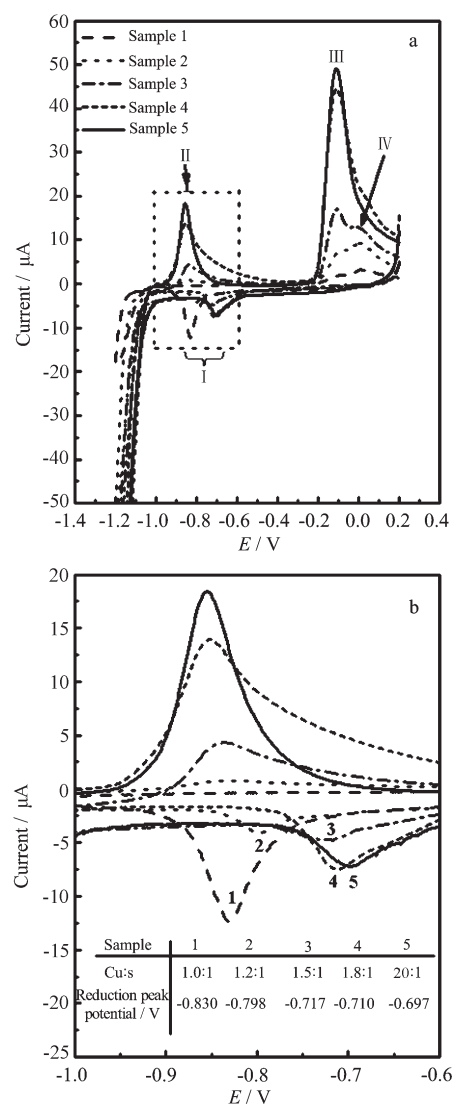 a
60
50
40
30
20
10
0
-10
-20
-30
-40
-50
Current / μA
Sample 1
Sample 2
Sample 3
Sample 4
Sample 5
II
III
IV
I
-1.4 -1.2 -1.0 -0.8 -0.6 -0.4 -0.2 0.0 0.2 0.4
E / V
b
20
15
10
5
0
-5
-10
-15
-20
-25
Current / μA
1
2
3
4 5
Sample 1 2 3 4 5
Cu:s 1.0:1 1.2:1 1.5:1 1.8:1 20:1
Reduction peak
potential / V -0.830 -0.798 -0.717 -0.710 -0.697
-1.0 -0.9 -0.8 -0.7 -0.6
E / V